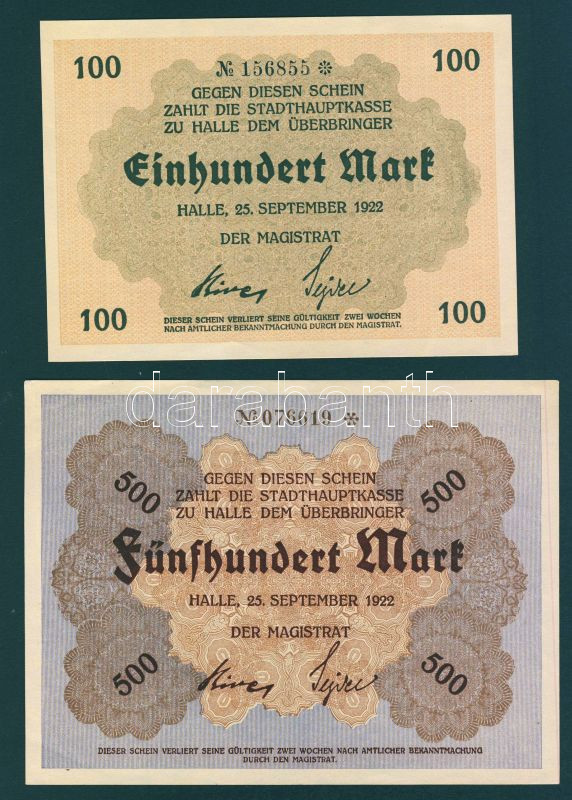 100
100
№ 156855 *
GEGEN DIESEN SCHEIN
ZAHLT DIE STADTHAUPTKASSE
ZU HALLE DEM ÜBERBRINGER
Einhundert Mark
HALLE, 25. SEPTEMBER 1922
DER MAGISTRAT
100
100
DIESER SCHEIN VERLIERT SEINE GÜLTIGKEIT ZWEI WOCHEN
NACH AMTLICHER BEKANNTMACHUNG DURCH DEN MAGISTRAT.
darabanth
№ 076619 *
500
500
GEGEN DIESEN SCHEIN
ZAHLT DIE STADTHAUPTKASSE
ZU HALLE DEM ÜBERBRINGER
Fünfhundert Mark
HALLE, 25. SEPTEMBER 1922
DER MAGISTRAT
500
500
DIESER SCHEIN VERLIERT SEINE GÜLTIGKEIT ZWEI WOCHEN NACH AMTLICHER BEKANNTMACHUNG
DURCH DEN MAGISTRAT.